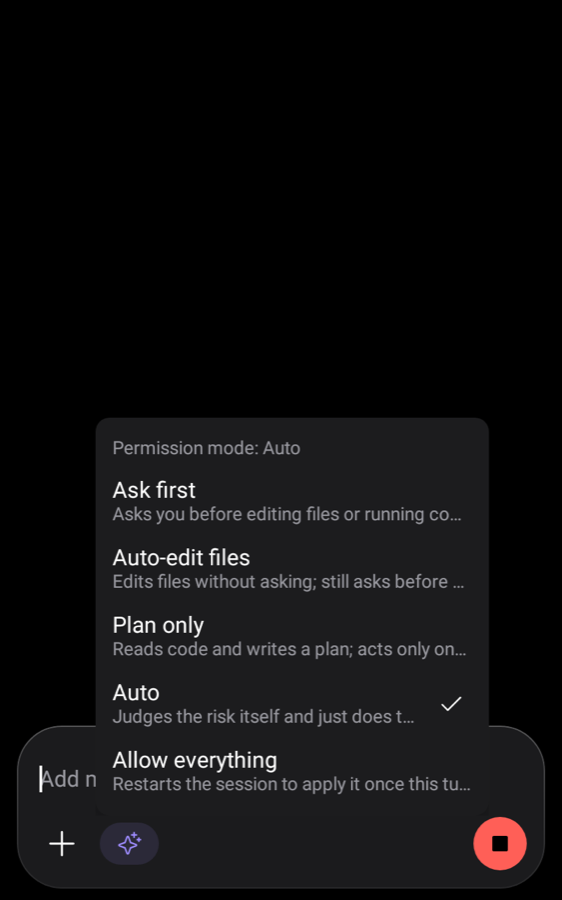 Permission mode: Auto
Ask first
Asks you before editing files or running co...
Auto-edit files
Edits files without asking; still asks before ...
Plan only
Reads code and writes a plan; acts only on...
Auto
Judges the risk itself and just does t...
Allow everything
Restarts the session to apply it once this tu...
Add